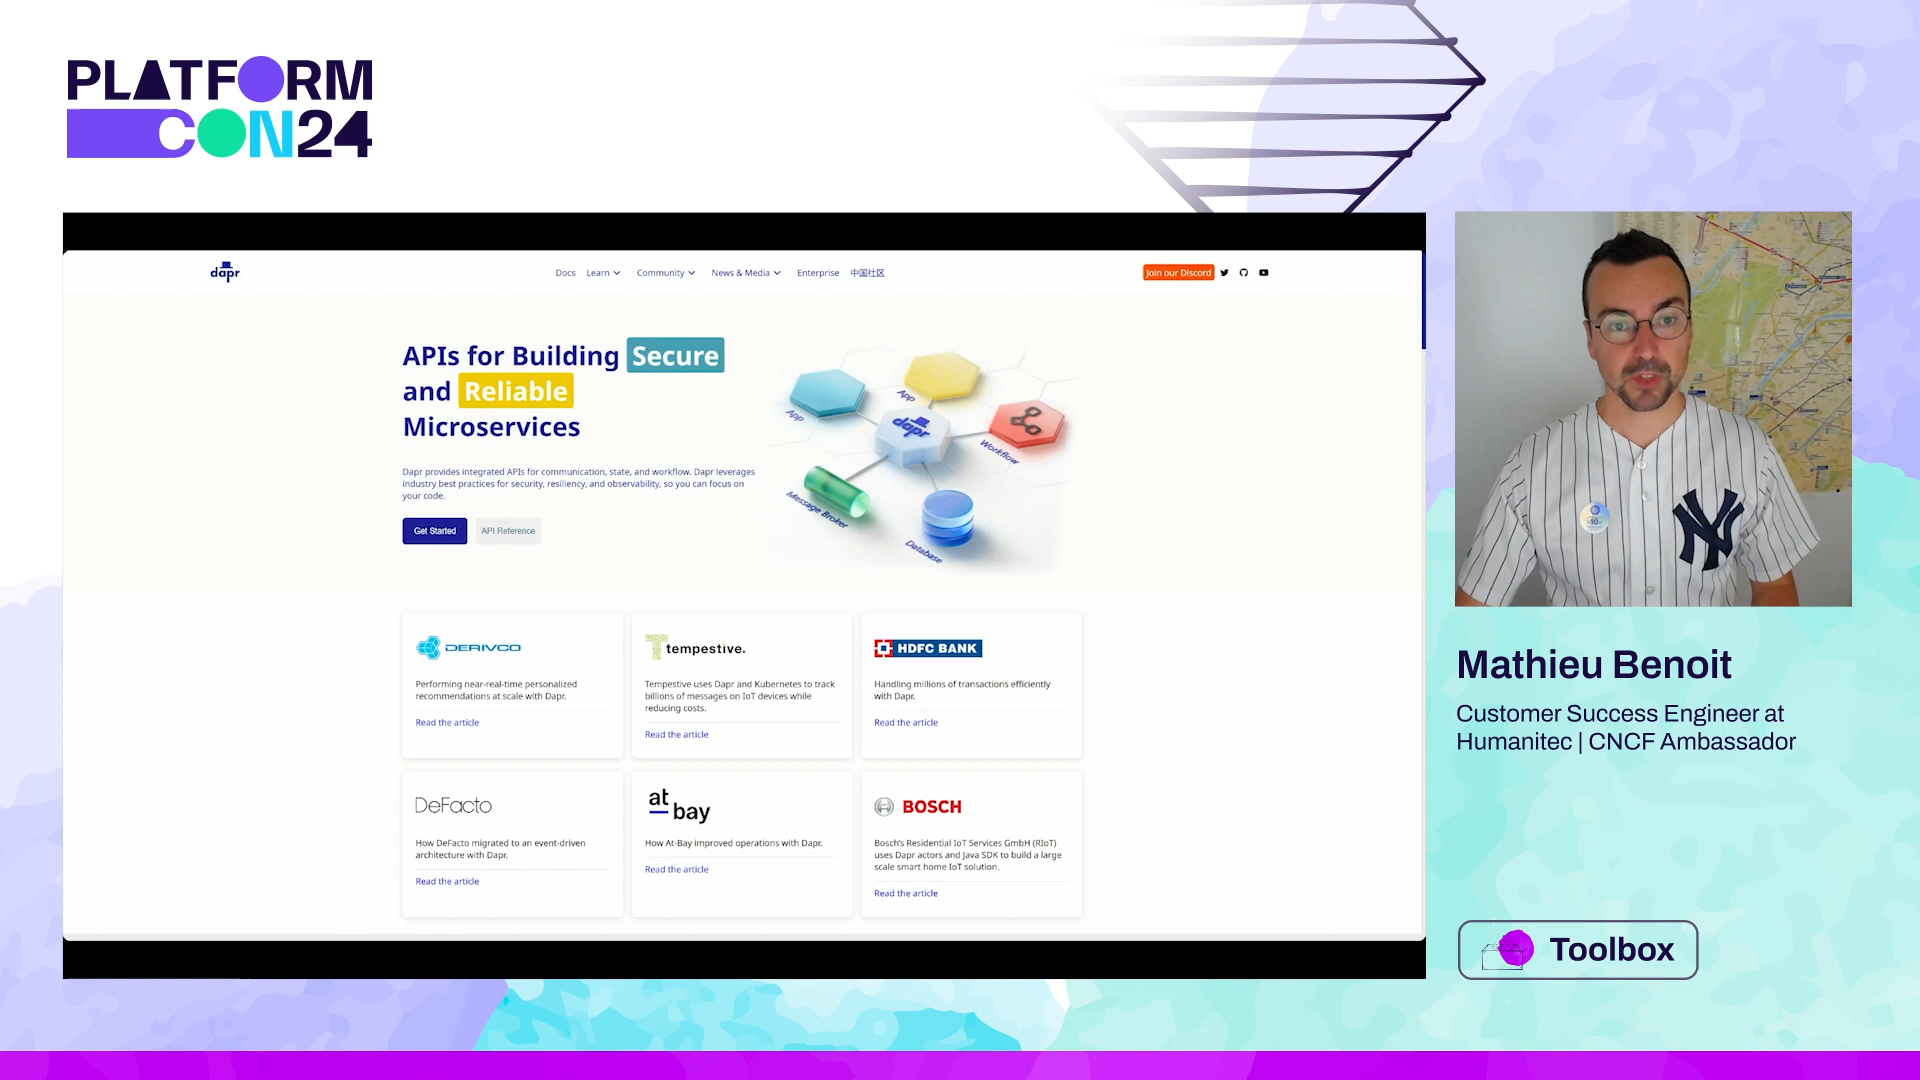 PLATFORM
CON24
dapr
Docs Learn Community News & Media Enterprise 中国社区
Join our Discord
APIs for Building Secure
and Reliable
Microservices
Dapr provides integrated APIs for communication, state, and workflow. Dapr leverages
industry best practices for security, resiliency, and observability, so you can focus on
your code.
Get Started API Reference
App
App
dapr
Workflow
Message Broker
Database
DERIVCO
Performing near-real-time personalized
recommendations at scale with Dapr.
Read the article
Tempestive.
Tempestive uses Dapr and Kubernetes to track
billions of messages on IoT devices while
reducing costs.
Read the article
HDFC BANK
Handling millions of transactions efficiently
with Dapr.
Read the article
DeFacto
How DeFacto migrated to an event-driven
architecture with Dapr.
Read the article
at
bay
How At-Bay improved operations with Dapr.
Read the article
BOSCH
Bosch's Residential IoT Services GmbH (RIoT)
uses Dapr actors and Java SDK to build a large
scale smart home IoT solution.
Read the article
NY
Mathieu Benoit
Customer Success Engineer at
Humanitec | CNCF Ambassador
Toolbox